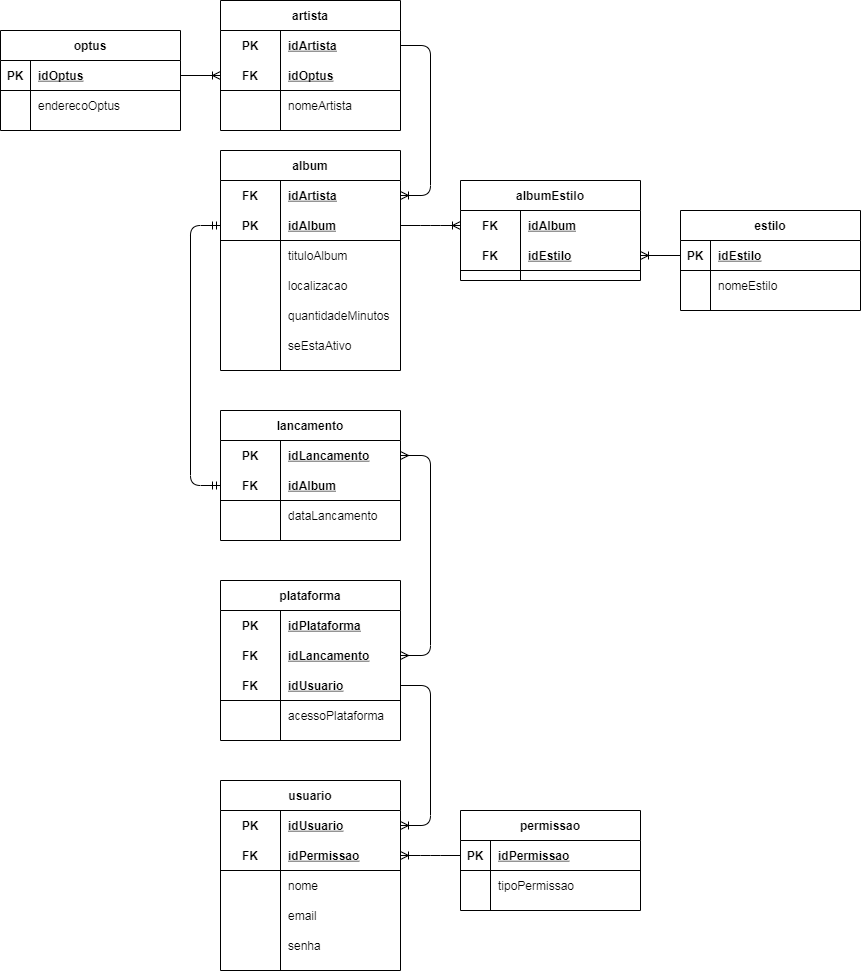 artista
PK idArtista
FK idOptus
nomeArtista
optus
PK idOptus
enderecoOptus
album
FK idArtista
PK idAlbum
tituloAlbum
localizacao
quantidadeMinutos
seEstaAtivo
albumEstilo
FK idAlbum
FK idEstilo
estilo
PK idEstilo
nomeEstilo
lancamento
PK idLancamento
FK idAlbum
dataLancamento
plataforma
PK idPlataforma
FK idLancamento
FK idUsuario
acessoPlataforma
usuario
PK idUsuario
FK idPermissao
nome
email
senha
permissao
PK idPermissao
tipoPermissao